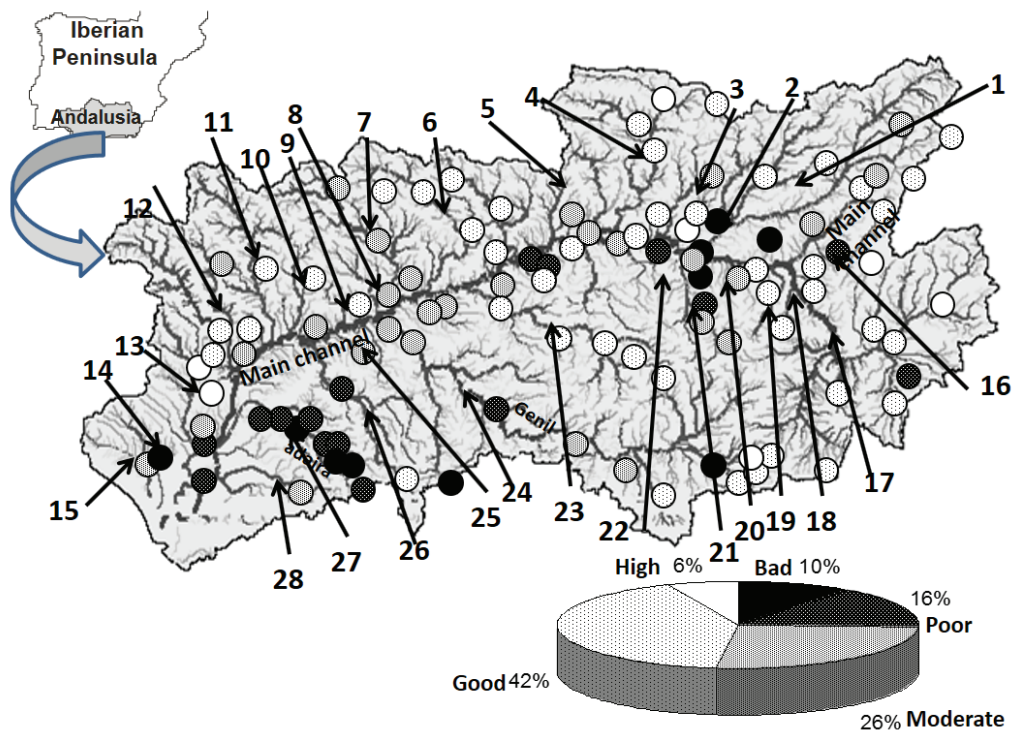 Iberian
Peninsula
Andalusia
1
2
3
4
5
6
7
8
9
10
11
12
13
14
15
16
17
18
19
20
21
22
23
24
25
26
27
28
Main
channel
Main channel
Genil
adaira
High 6%
Bad 10%
16%
Poor
Good 42%
26% Moderate